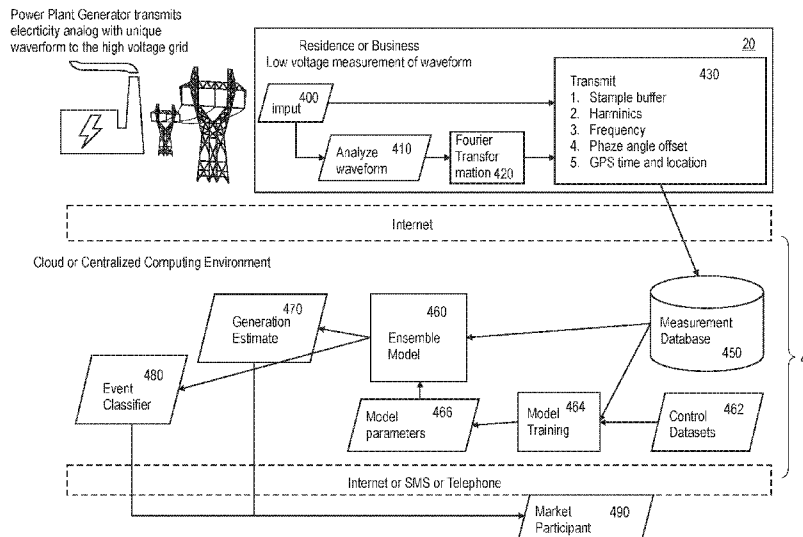 Power Plant Generator transmits
elecrticity analog with unique
waveform to the high voltage grid
Residence or Business
Low voltage measurement of waveform
20
imput 400
Analyze
waveform
410
Fourier
Transfor
mation 420
Transmit
430
1. Stample buffer
2. Harminics
3. Frequency
4. Phaze angle offset
5. GPS time and location
Internet
Cloud or Centralized Computing Environment
470
Generation
Estimate
460
Ensemble
Model
Measurement
Database
450
480
Event
Classifier
466
Model
parameters
464
Model
Training
462
Control
Datasets
Internet or SMS or Telephone
Market
Participant
490